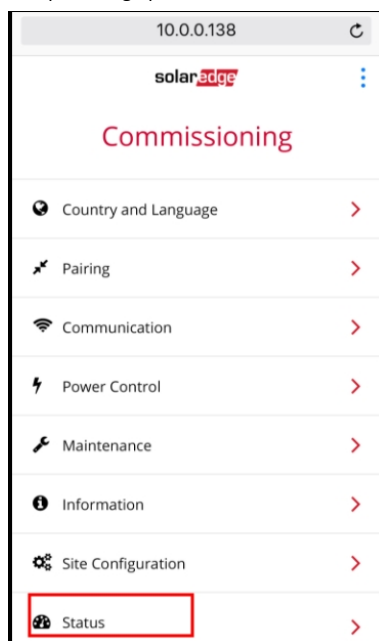 10.0.0.138
solaredge
Commissioning
Country and Language
Pairing
Communication
Power Control
Maintenance
Information
Site Configuration
Status